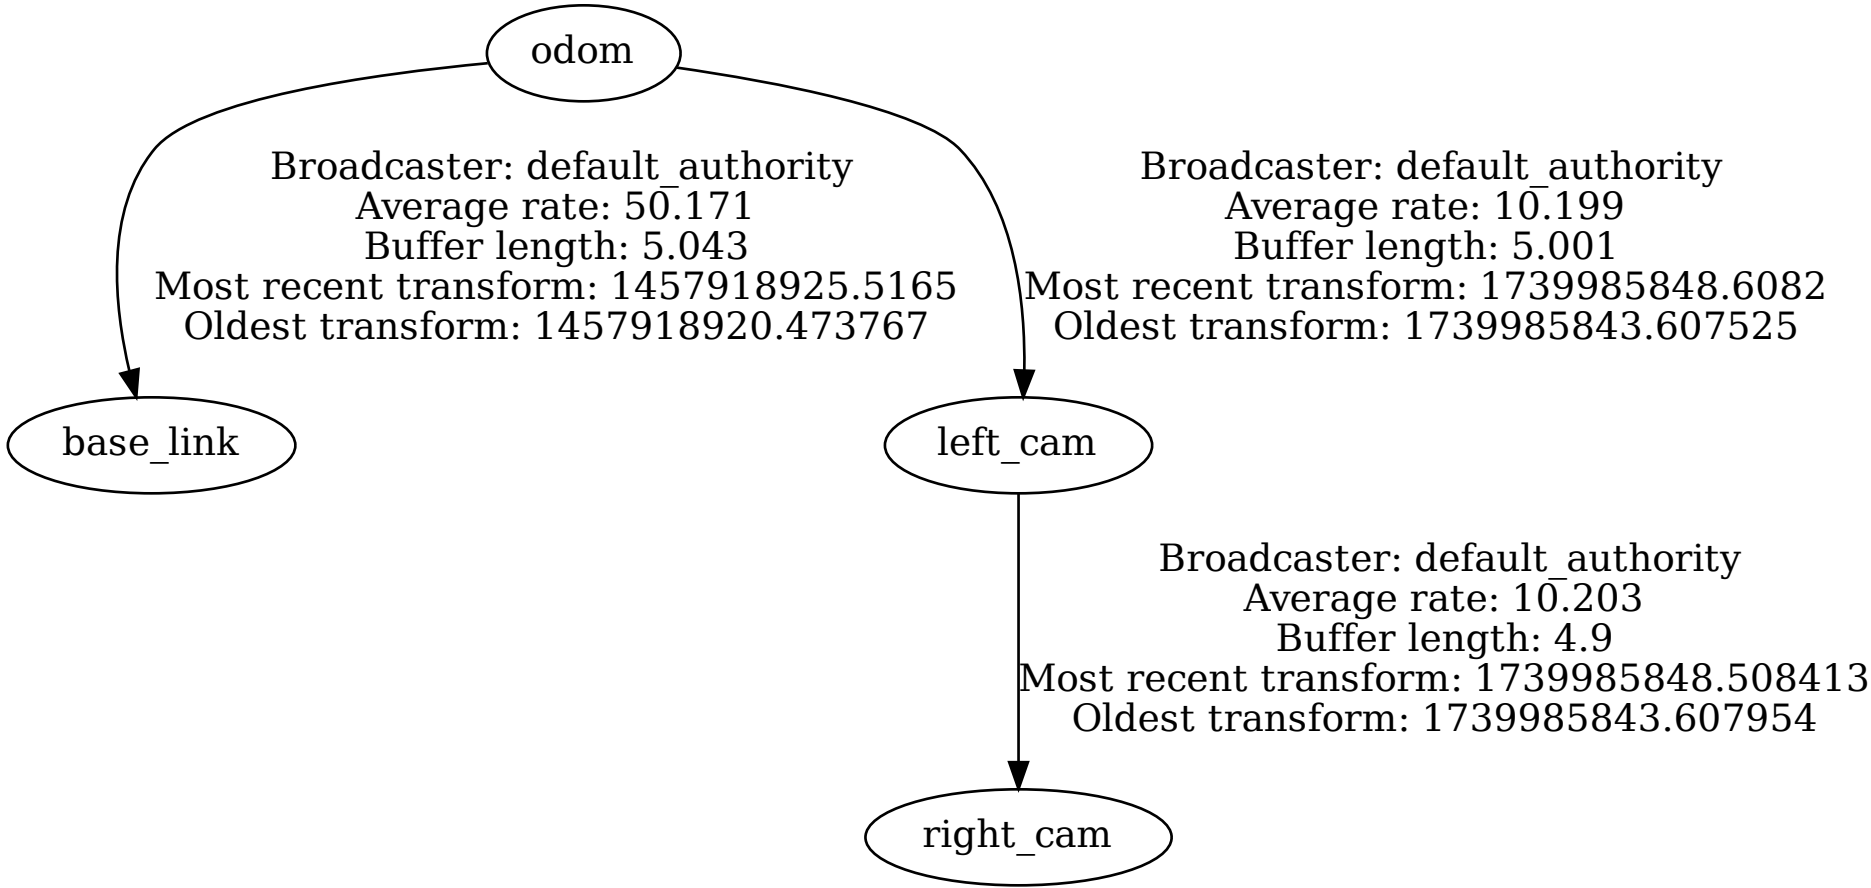 odom
Broadcaster: default_authority
Average rate: 50.171
Buffer length: 5.043
Most recent transform: 1457918925.5165
Oldest transform: 1457918920.473767
Broadcaster: default_authority
Average rate: 10.199
Buffer length: 5.001
Most recent transform: 1739985848.6082
Oldest transform: 1739985843.607525
base_link
left_cam
Broadcaster: default_authority
Average rate: 10.203
Buffer length: 4.9
Most recent transform: 1739985848.508413
Oldest transform: 1739985843.607954
right_cam